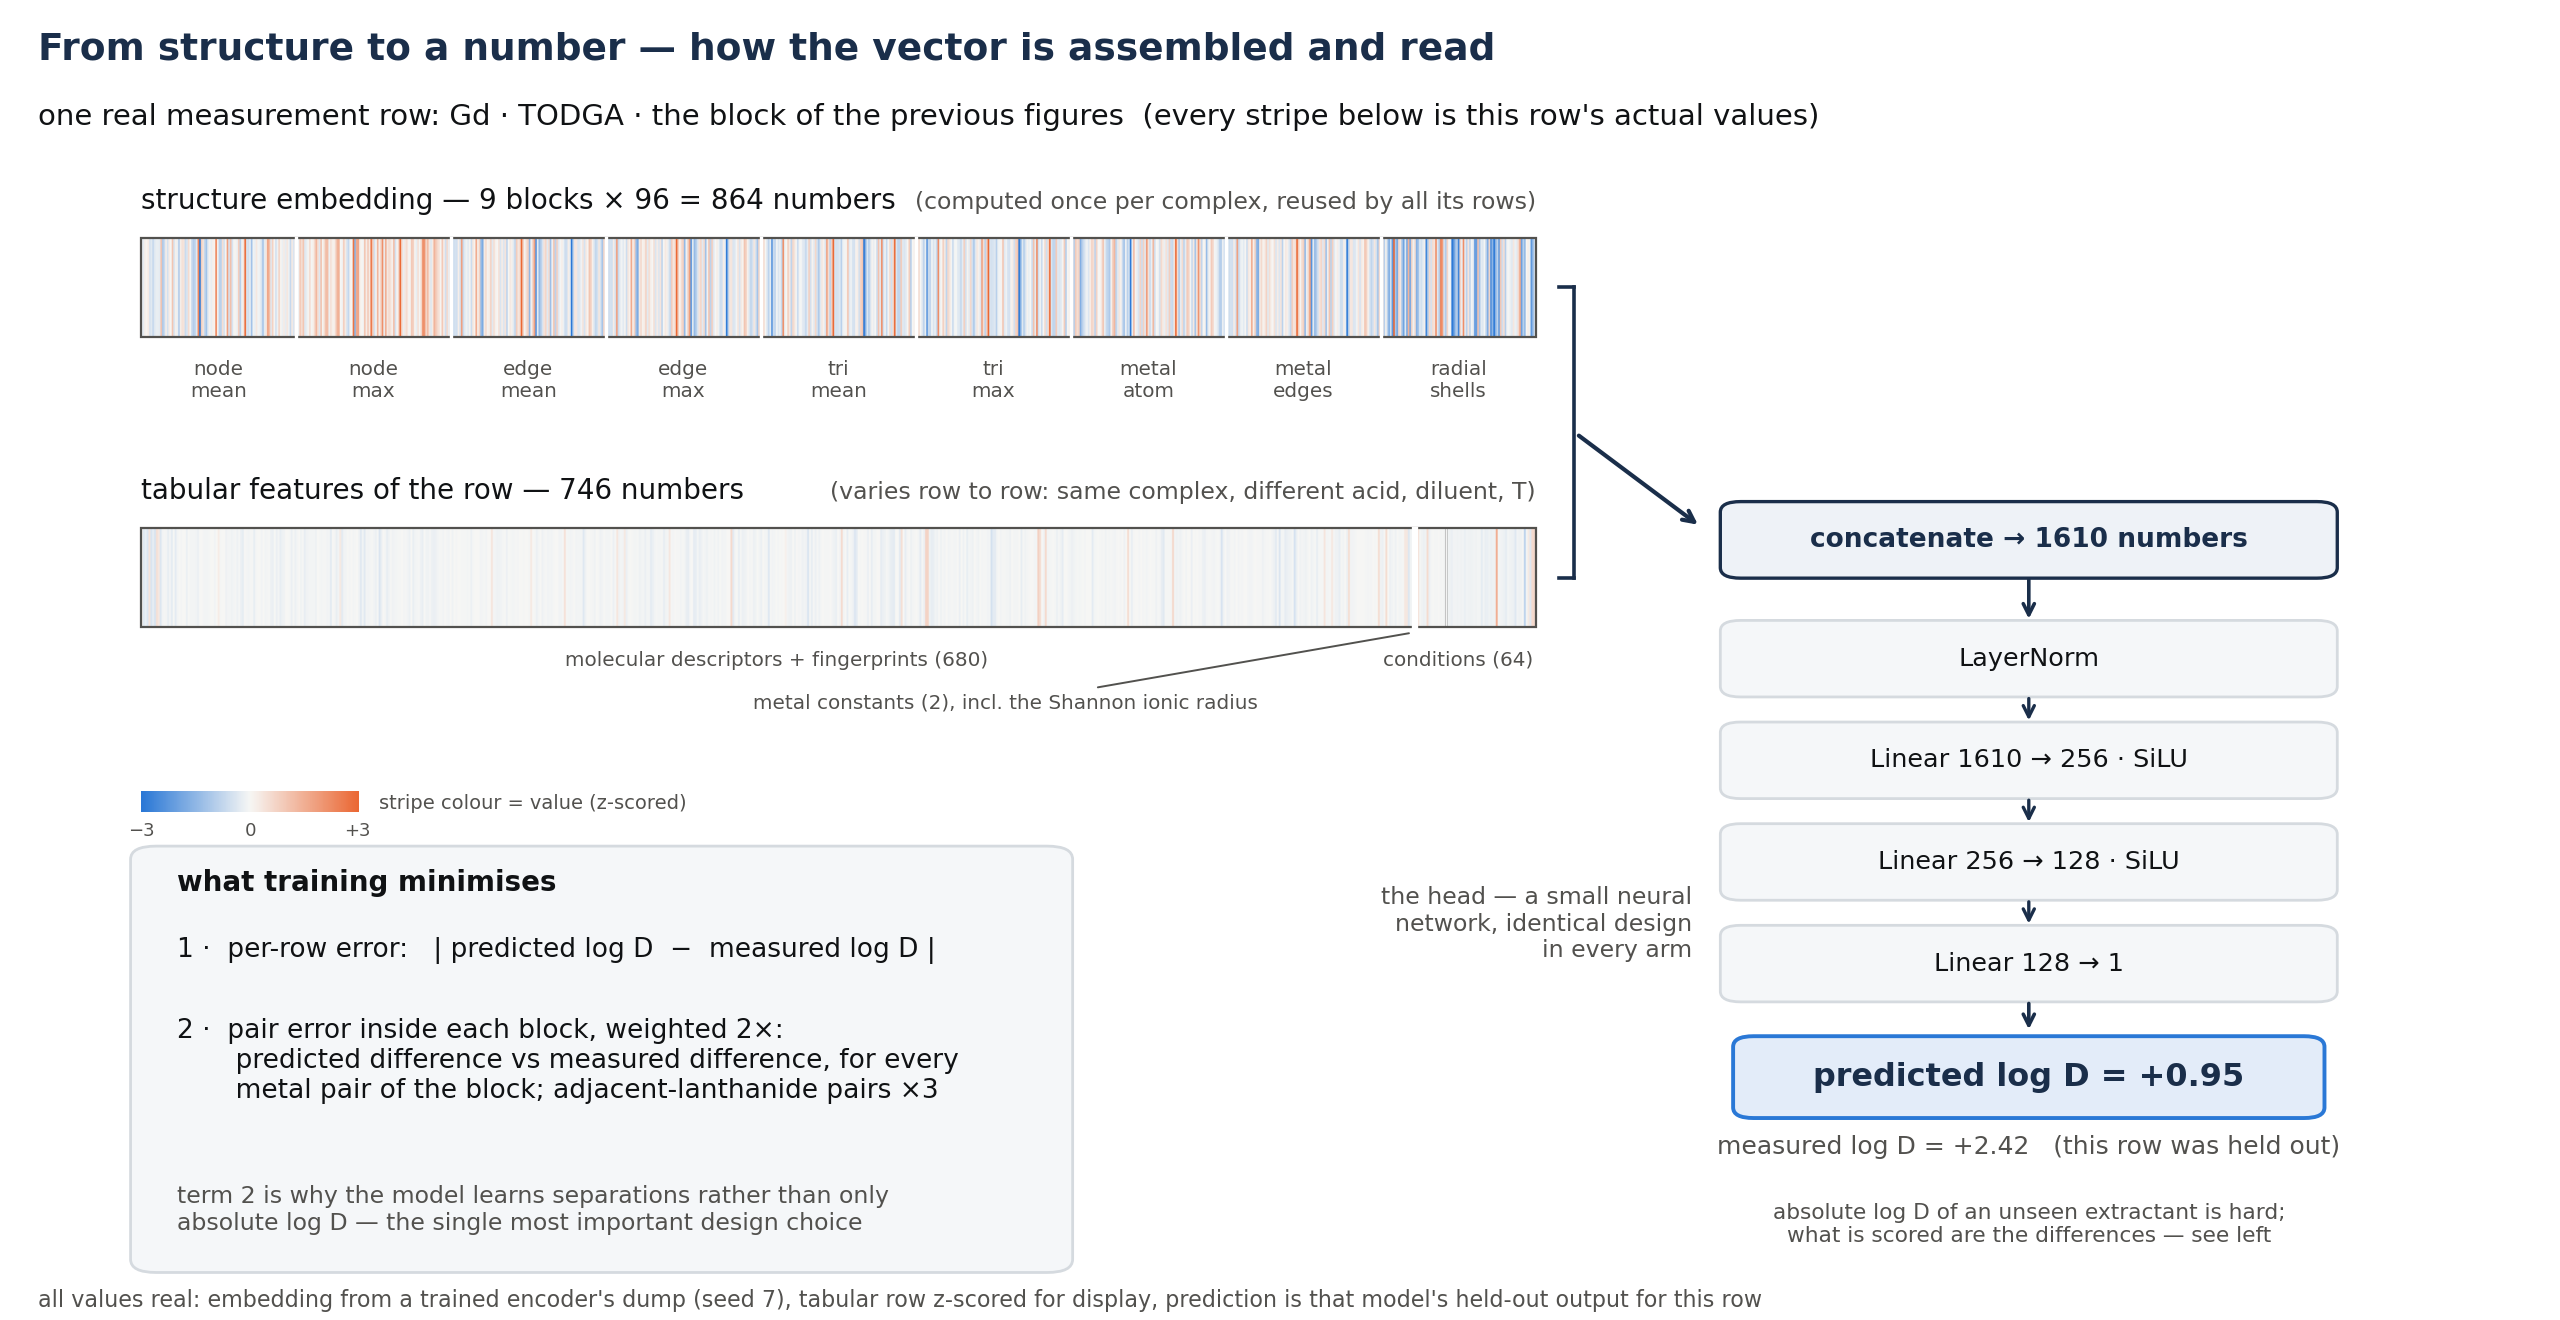 From structure to a number — how the vector is assembled and read
one real measurement row: Gd · TODGA · the block of the previous figures (every stripe below is this row's actual values)
structure embedding — 9 blocks × 96 = 864 numbers (computed once per complex, reused by all its rows)
node mean
node max
edge mean
edge max
tri mean
tri max
metal atom
metal edges
radial shells
tabular features of the row — 746 numbers (varies row to row: same complex, different acid, diluent, T)
molecular descriptors + fingerprints (680)
conditions (64)
metal constants (2), incl. the Shannon ionic radius
stripe colour = value (z-scored)
−3 0 +3
what training minimises
1 · per-row error: | predicted log D − measured log D |
2 · pair error inside each block, weighted 2×:
predicted difference vs measured difference, for every
metal pair of the block; adjacent-lanthanide pairs ×3
term 2 is why the model learns separations rather than only
absolute log D — the single most important design choice
concatenate → 1610 numbers
LayerNorm
Linear 1610 → 256 · SiLU
Linear 256 → 128 · SiLU
Linear 128 → 1
the head — a small neural
network, identical design
in every arm
predicted log D = +0.95
measured log D = +2.42 (this row was held out)
absolute log D of an unseen extractant is hard;
what is scored are the differences — see left
all values real: embedding from a trained encoder's dump (seed 7), tabular row z-scored for display, prediction is that model's held-out output for this row